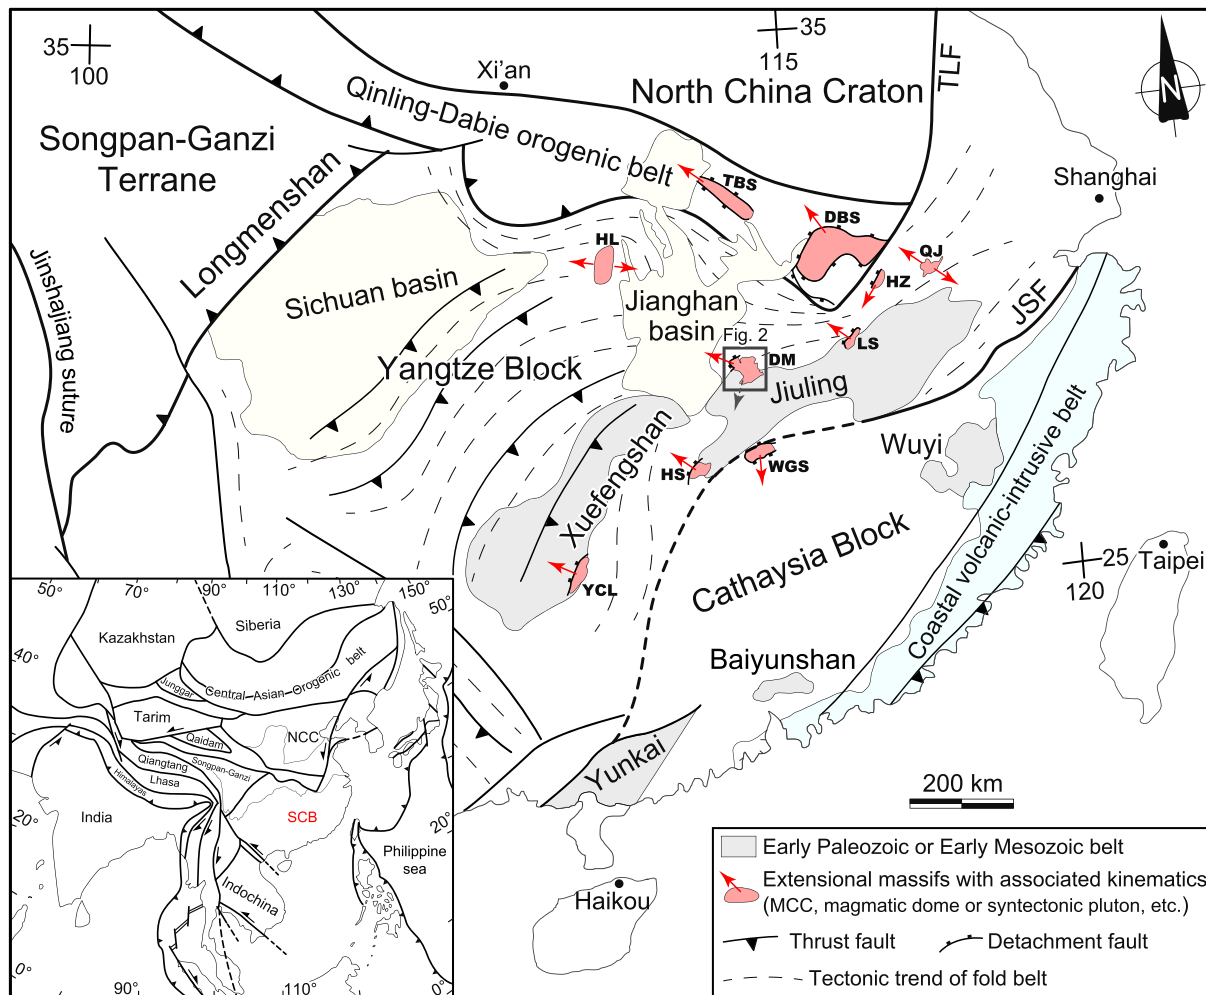 35
100
Xi'an
35
115
North China Craton
TLF
N
Qinling-Dabie orogenic belt
Songpan-Ganzi
Terrane
Longmenshan
TBS
Shanghai
DBS
QJ
HL
HZ
Jinshajiang suture
Sichuan basin
Jianghan
basin
JSF
Fig. 2
LS
DM
Yangtze Block
Jiuling
Wuyi
Xuefengshan
HS
WGS
Coastal volcanic-intrusive belt
Cathaysia Block
25
120
Taipei
YCL
Baiyunshan
Yunkai
200 km
Haikou
50°
70°
90°
110°
130°
150°
50°
Siberia
Kazakhstan
40°
Central Asian Orogenic belt
Junggar
Tarim
NCC
Qaidam
Qiangtang
Songpan-Ganzi
Lhasa
Himalayas
India
SCB
20°
20°
Philippine
sea
Indochina
0°
90°
110°
0°
Early Paleozoic or Early Mesozoic belt
Extensional massifs with associated kinematics
(MCC, magmatic dome or syntectonic pluton, etc.)
Thrust fault
Detachment fault
Tectonic trend of fold belt